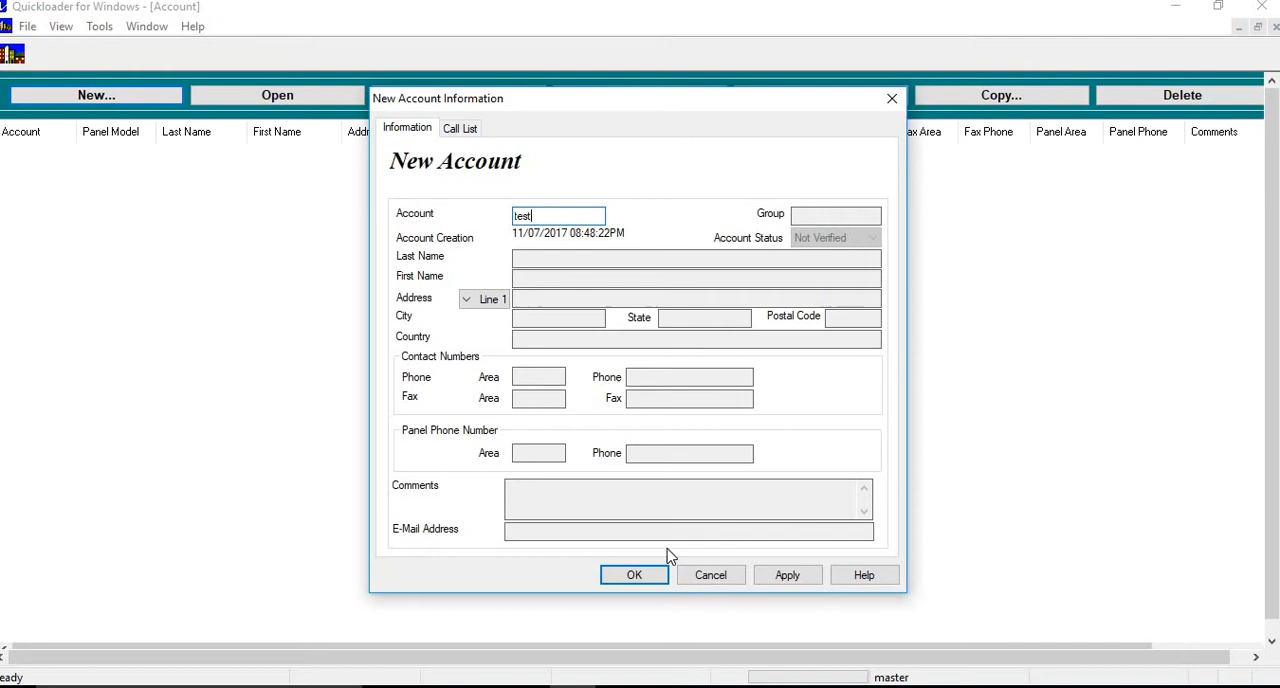 Quickloader for Windows - [Account]
File View Tools Window Help
New... Open Copy... Delete
Account Panel Model Last Name First Name Fax Phone Panel Area Panel Phone Comments
New Account Information
Information Call List
New Account
Account test Group
Account Creation 11/07/2017 08:48:22PM Account Status Not Verified
Last Name
First Name
Address Line 1
City State Postal Code
Country
Contact Numbers
Phone Area Phone
Fax Area Fax
Panel Phone Number
Area Phone
Comments
E-Mail Address
OK Cancel Apply Help
master